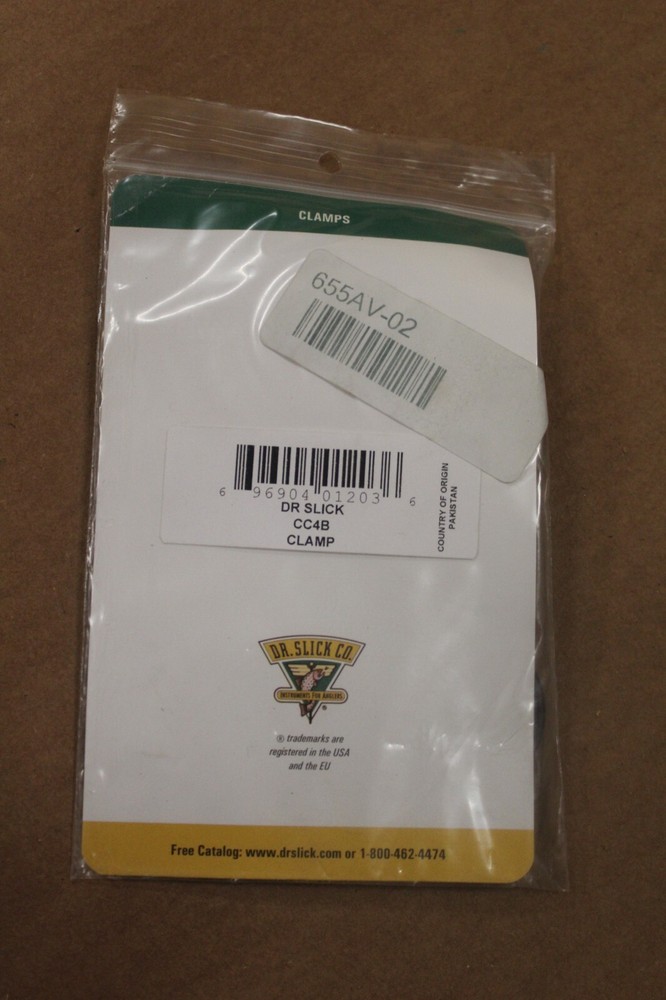 CLAMPS
655AV-02
6 96904 01203 6
DR SLICK
CC4B
CLAMP
COUNTRY OF ORIGIN
PAKISTAN
DR. SLICK CO.
INSTRUMENTS FOR ANGLERS
®
® trademarks are
registered in the USA
and the EU
Free Catalog: www.drslick.com or 1-800-462-4474